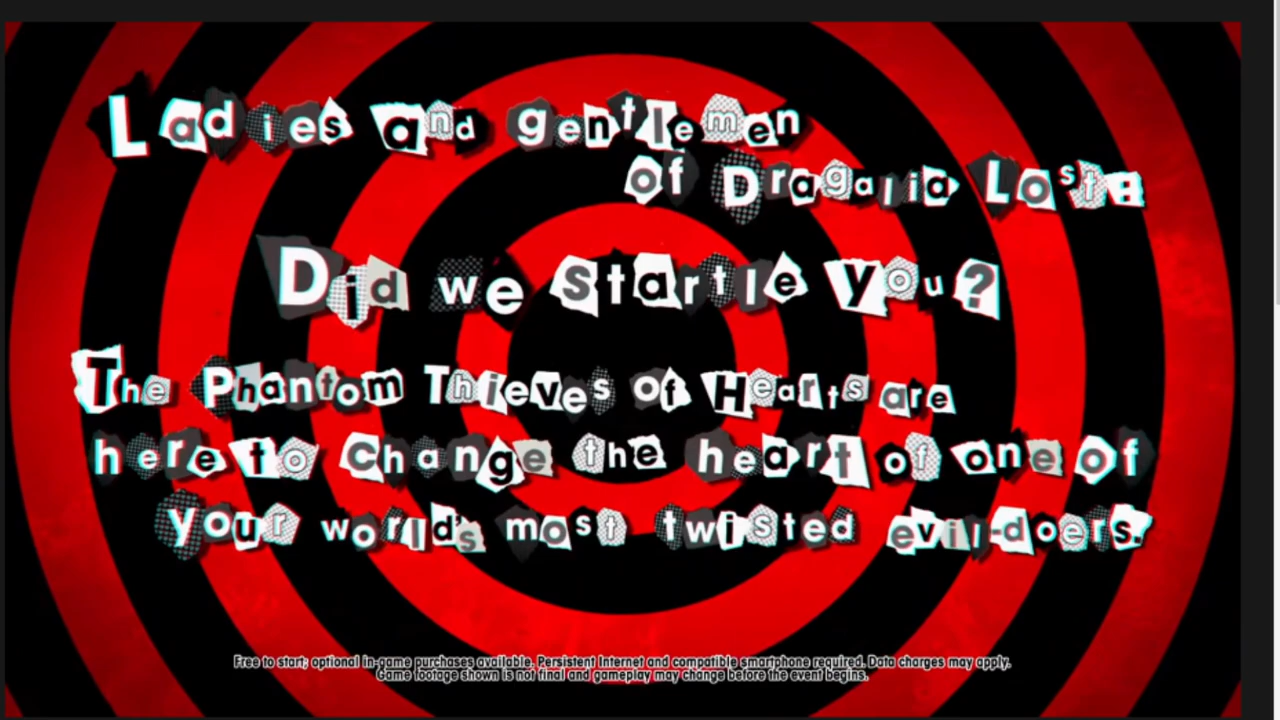 Ladies and gentlemen
of Dragalia Lost:
Did we startle you?
The Phantom Thieves of Hearts are
here to change the heart of one of
your world's most twisted evil-doers.
Free to start; optional in-game purchases available. Persistent Internet and compatible smartphone required. Data charges may apply.
Game footage shown is not final and gameplay may change before the event begins.